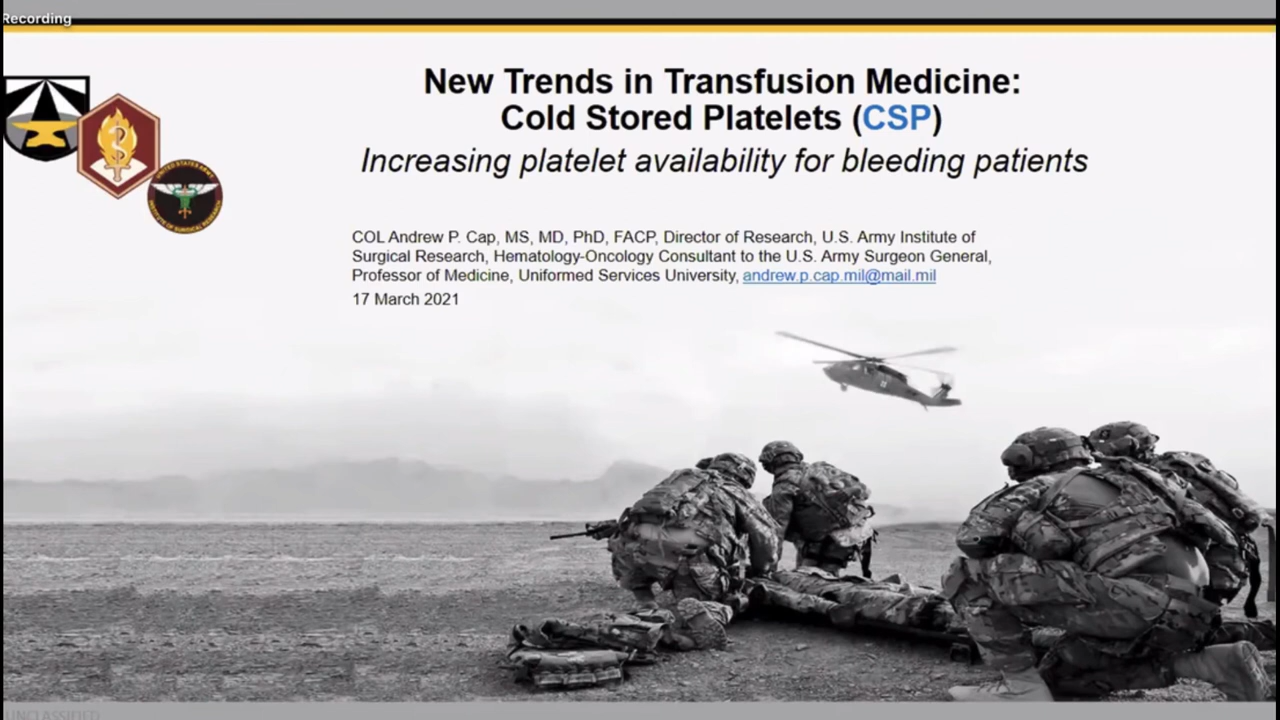 Recording
New Trends in Transfusion Medicine:
Cold Stored Platelets (CSP)
Increasing platelet availability for bleeding patients
COL Andrew P. Cap, MS, MD, PhD, FACP, Director of Research, U.S. Army Institute of
Surgical Research, Hematology-Oncology Consultant to the U.S. Army Surgeon General,
Professor of Medicine, Uniformed Services University, andrew.p.cap.mil@mail.mil
17 March 2021
UNCLASSIFIED